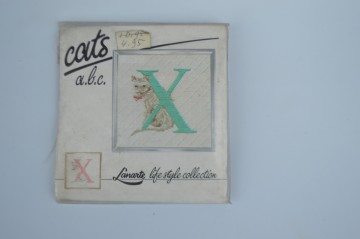 cats
a.b.c.
X
X
Lanarte life style collection